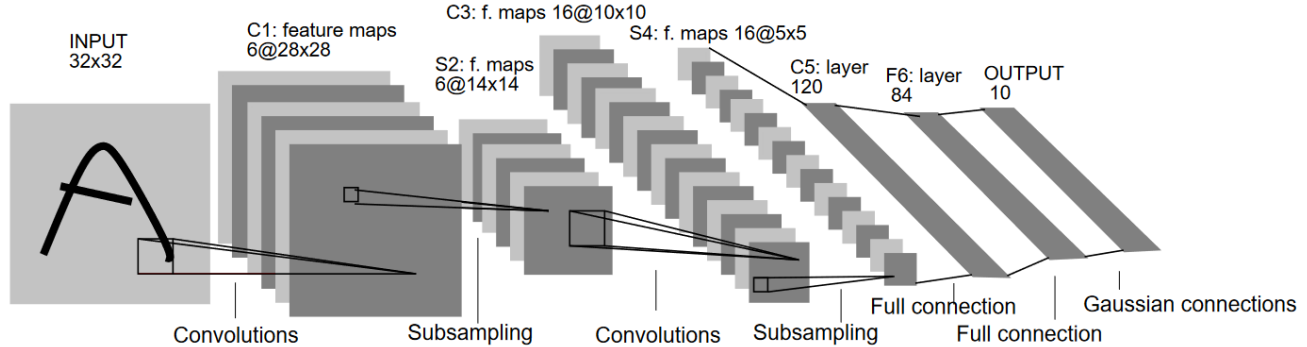 INPUT
32x32
C1: feature maps
6@28x28
S2: f. maps
6@14x14
C3: f. maps 16@10x10
S4: f. maps 16@5x5
C5: layer
120
F6: layer
84
OUTPUT
10
Convolutions
Subsampling
Convolutions
Subsampling
Full connection
Full connection
Gaussian connections